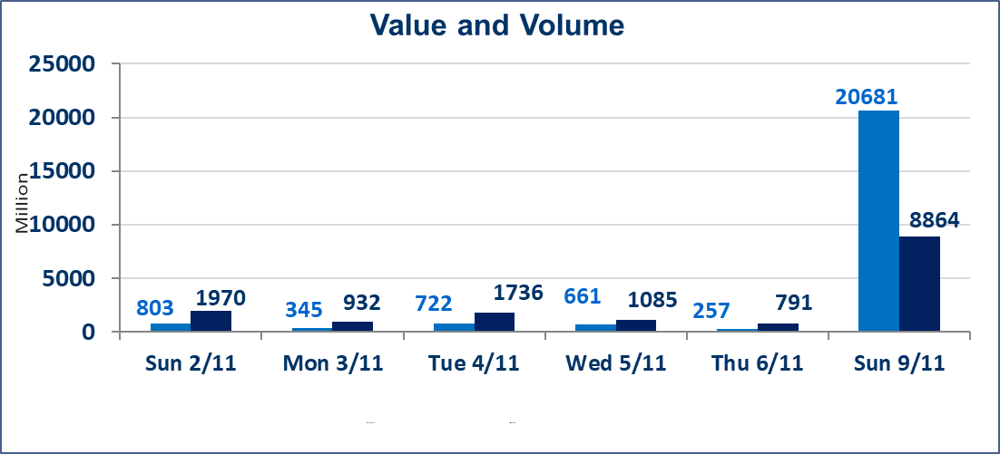 Value and Volume
25000
20000
15000
10000
5000
0
Million
803
1970
345
932
722
1736
661
1085
257
791
20681
8864
Sun 2/11
Mon 3/11
Tue 4/11
Wed 5/11
Thu 6/11
Sun 9/11